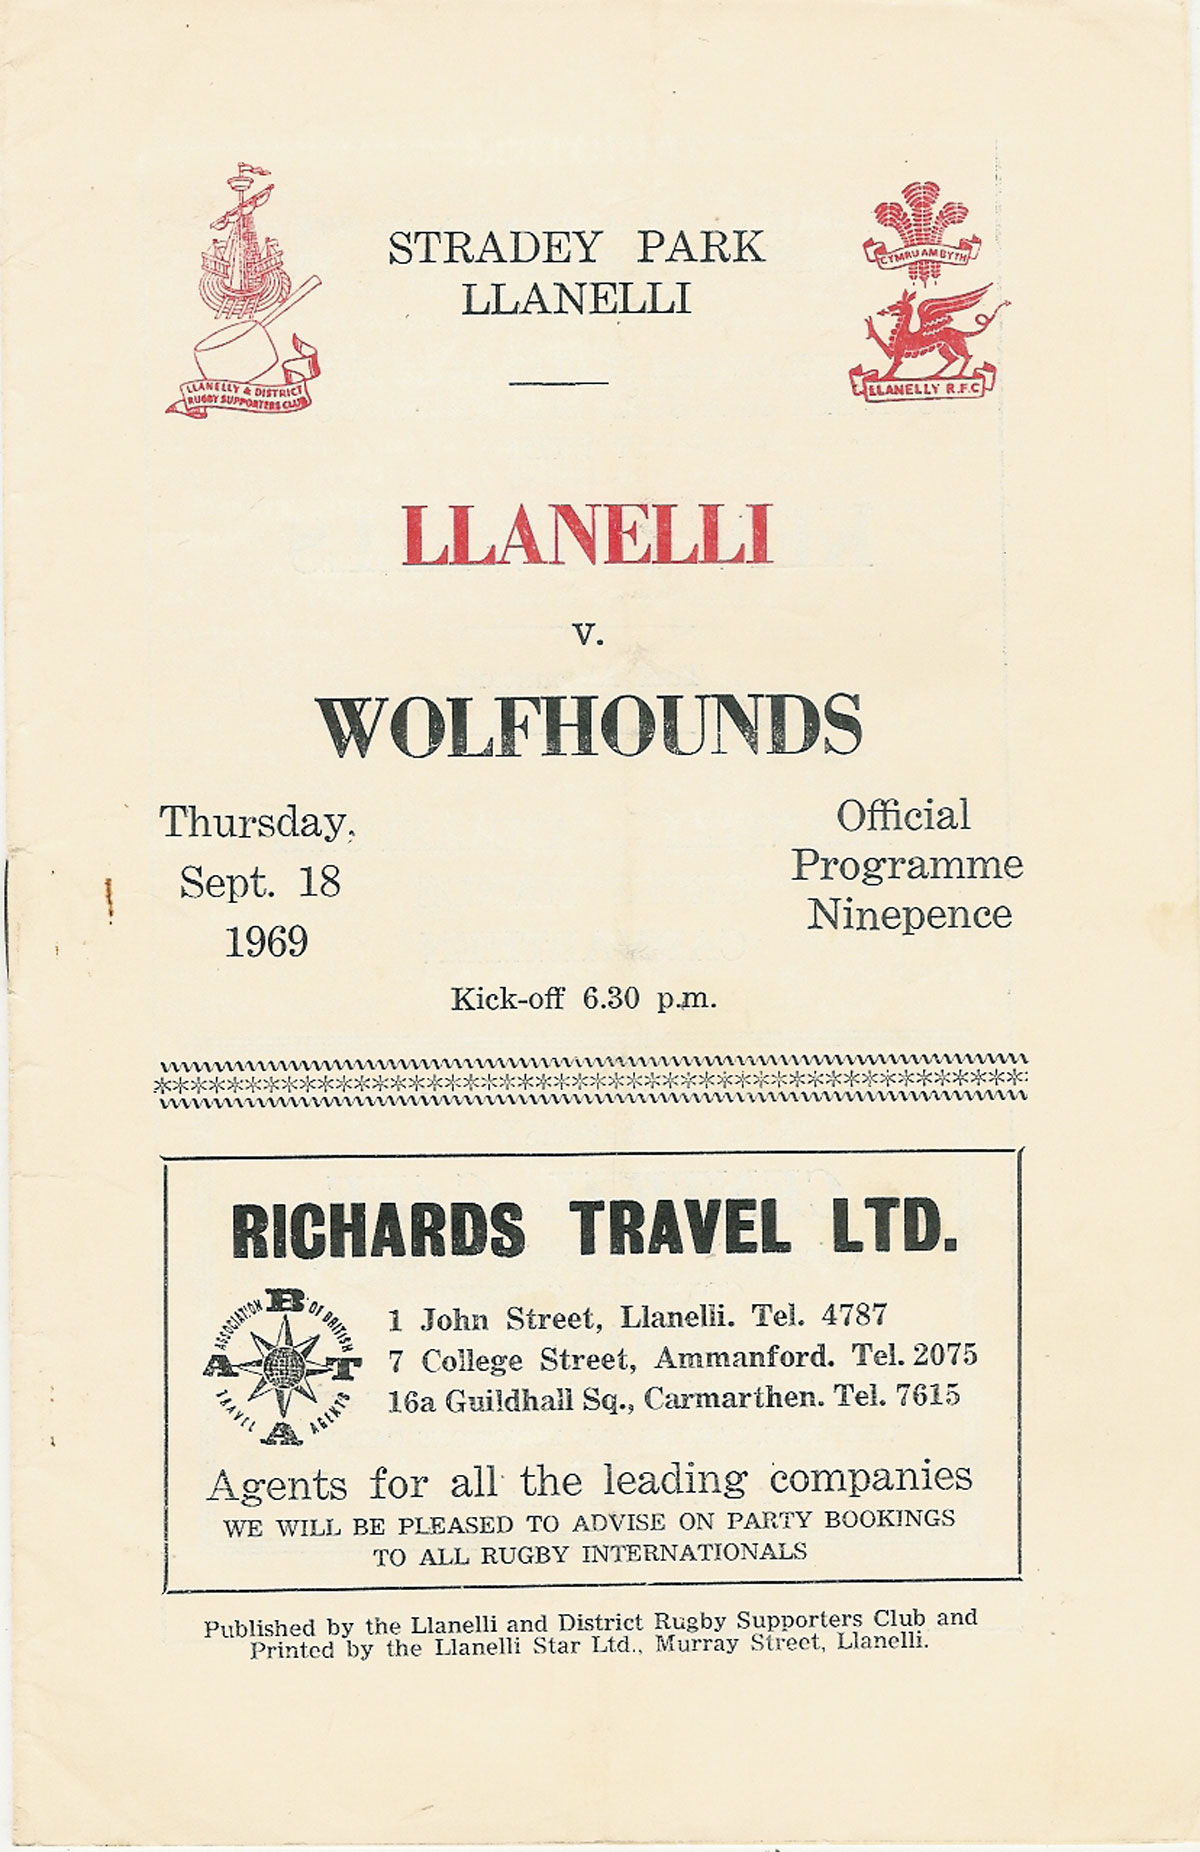 STRADEY PARK
LLANELLI
LLANELLY & DISTRICT
RUGBY SUPPORTERS CLUB
CYMRU AM BYTH
LLANELLY R.F.C
LLANELLI
v.
WOLFHOUNDS
Thursday,
Sept. 18
1969
Official
Programme
Ninepence
Kick-off 6.30 p.m.
RICHARDS TRAVEL LTD.
ASSOCIATION B OF BRITISH
A T
TRAVEL A AGENTS
1 John Street, Llanelli. Tel. 4787
7 College Street, Ammanford. Tel. 2075
16a Guildhall Sq., Carmarthen. Tel. 7615
Agents for all the leading companies
WE WILL BE PLEASED TO ADVISE ON PARTY BOOKINGS
TO ALL RUGBY INTERNATIONALS
Published by the Llanelli and District Rugby Supporters Club and
Printed by the Llanelli Star Ltd., Murray Street, Llanelli.